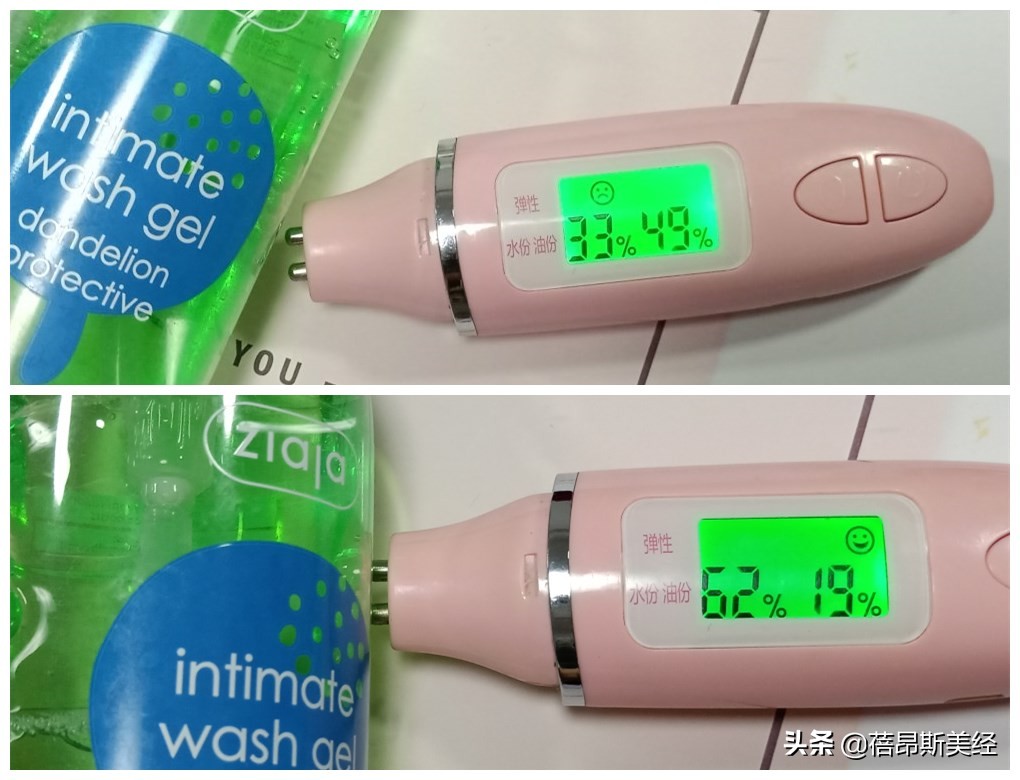 intimate
wash gel
dandelion
protective
YOU
弹性
水份 油份
33% 49%
ziaja
intimate
wash gel
弹性
水份 油份
62% 19%
头条 @蓓昂斯美经